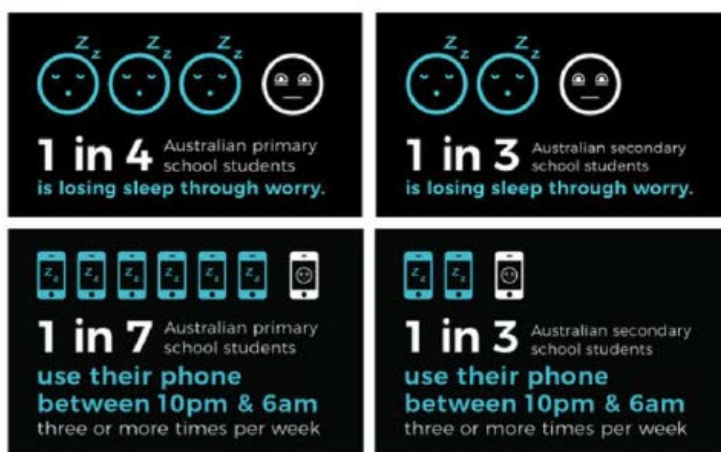 z z z z z z
1 in 4 Australian primary
school students
is losing sleep through worry.
z z z z
1 in 3 Australian secondary
school students
is losing sleep through worry.
z z z z z z z z z z z z
1 in 7 Australian primary
school students
use their phone
between 10pm & 6am
three or more times per week
z z z z
1 in 3 Australian secondary
school students
use their phone
between 10pm & 6am
three or more times per week